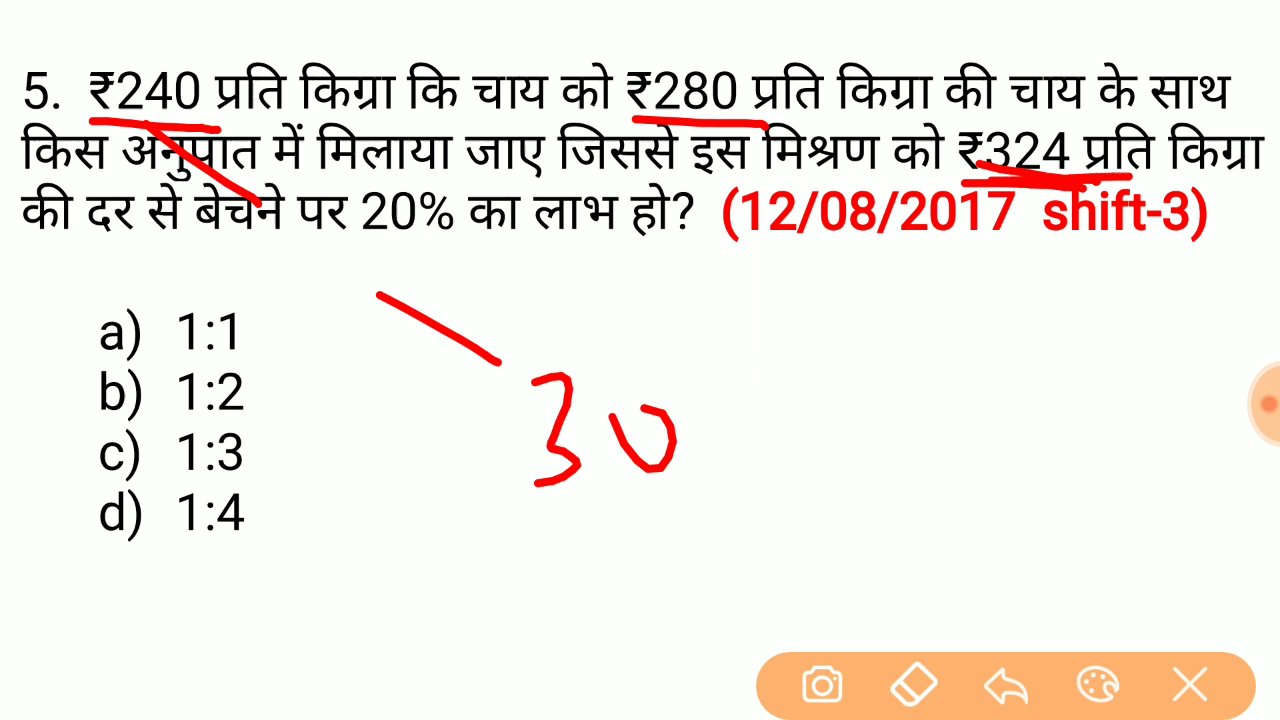 5. ₹240 प्रति किग्रा कि चाय को ₹280 प्रति किग्रा की चाय के साथ
किस अनुपात में मिलाया जाए जिससे इस मिश्रण को ₹324 प्रति किग्रा
की दर से बेचने पर 20% का लाभ हो? (12/08/2017 shift-3)
a) 1:1
b) 1:2
c) 1:3
d) 1:4
30